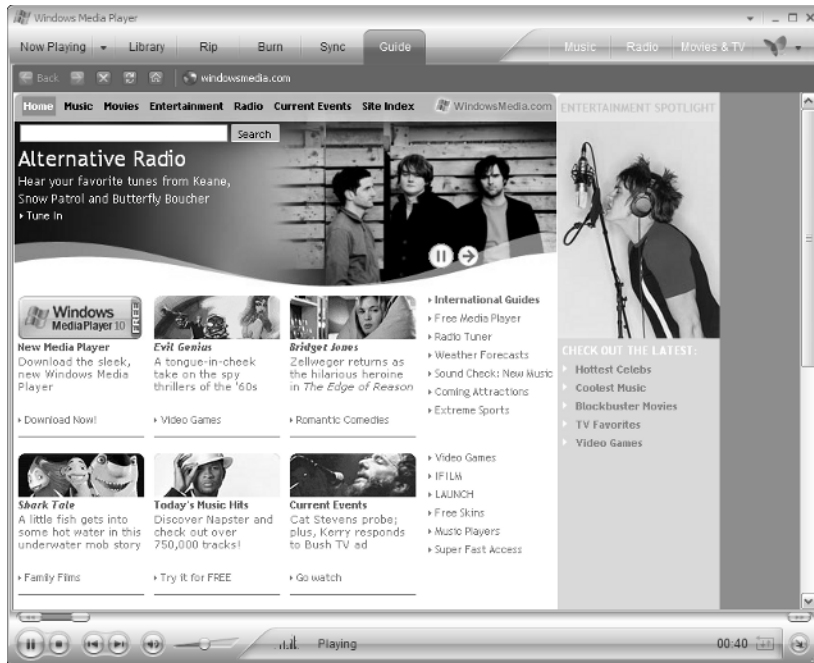 Windows Media Player
Now Playing Library Rip Burn Sync Guide Music Radio Movies & TV
Back windowsmedia.com
Home Music Movies Entertainment Radio Current Events Site Index WindowsMedia.com
Search
Alternative Radio
Hear your favorite tunes from Keane,
Snow Patrol and Butterfly Boucher
Tune In
ENTERTAINMENT SPOTLIGHT
Windows
MediaPlayer 10
FREE
New Media Player
Download the sleek,
new Windows Media
Player
Download Now!
Evil Genius
A tongue-in-cheek
take on the spy
thrillers of the '60s
Video Games
Bridget Jones
Zellweger returns as
the hilarious heroine
in The Edge of Reason
Romantic Comedies
International Guides
Free Media Player
Radio Tuner
Weather Forecasts
Sound Check: New Music
Coming Attractions
Extreme Sports
CHECK OUT THE LATEST:
Hottest Celebs
Coolest Music
Blockbuster Movies
TV Favorites
Video Games
Shark Tale
A little fish gets into
some hot water in this
underwater mob story
Family Films
Today's Music Hits
Discover Napster and
check out over
750,000 tracks!
Try it for FREE
Current Events
Cat Stevens probe;
plus, Kerry responds
to Bush TV ad
Go watch
Video Games
IFILM
LAUNCH
Free Skins
Music Players
Super Fast Access
Playing 00:40